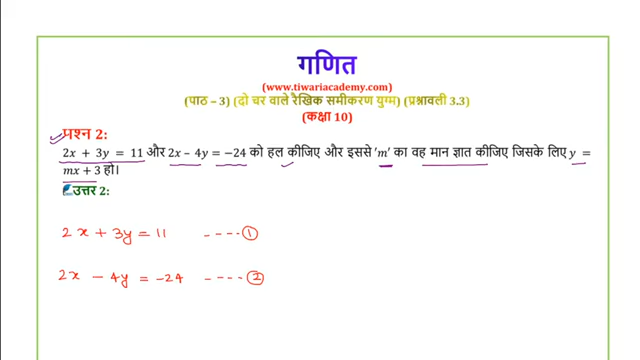 गणित
(www.tiwariacademy.com)
(पाठ – 3) (दो चर वाले रैखिक समीकरण युग्म) (प्रश्नावली 3.3)
(कक्षा 10)
प्रश्न 2:
2x + 3y = 11 और 2x – 4y = –24 को हल कीजिए और इससे 'm' का वह मान ज्ञात कीजिए जिसके लिए y =
mx + 3 हो।
उत्तर 2:
2x + 3y = 11 ---- ①
2x - 4y = -24 ---- ②